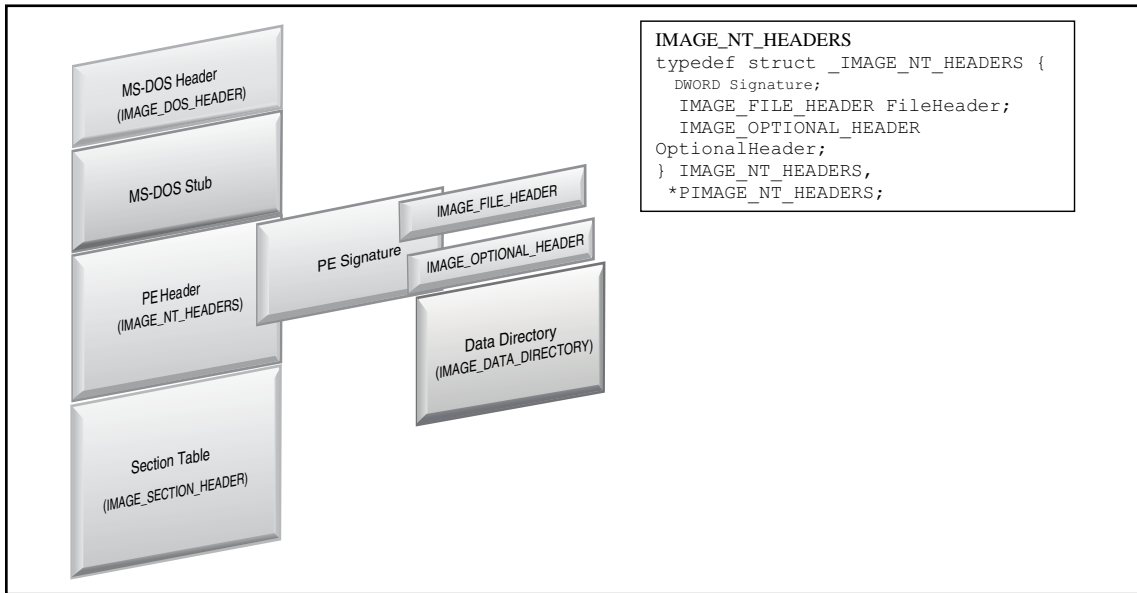 MS-DOS Header
(IMAGE_DOS_HEADER)
MS-DOS Stub
PE Header
(IMAGE_NT_HEADERS)
Section Table
(IMAGE_SECTION_HEADER)
PE Signature
IMAGE_FILE_HEADER
IMAGE_OPTIONAL_HEADER
Data Directory
(IMAGE_DATA_DIRECTORY)
IMAGE_NT_HEADERS
typedef struct _IMAGE_NT_HEADERS {
DWORD Signature;
IMAGE_FILE_HEADER FileHeader;
IMAGE_OPTIONAL_HEADER
OptionalHeader;
} IMAGE_NT_HEADERS,
*PIMAGE_NT_HEADERS;